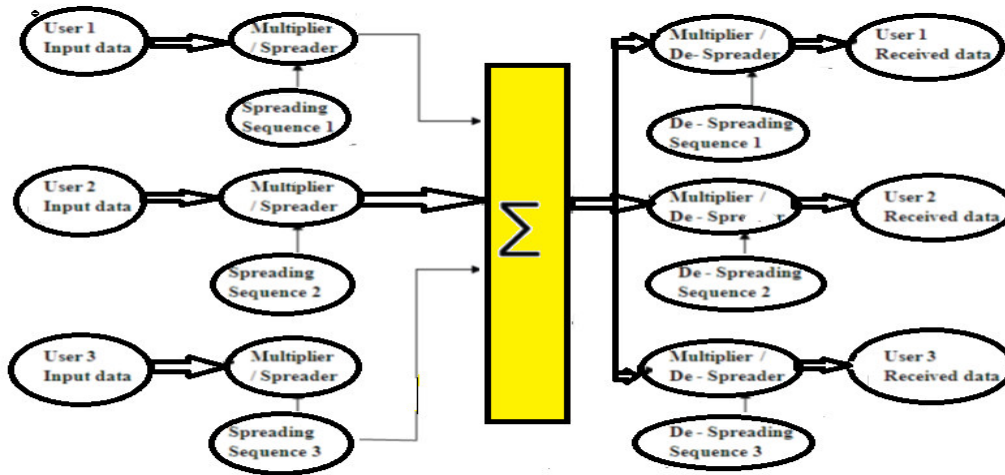 User 1
Input data
Multiplier
/ Spreader
Spreading
Sequence 1
User 2
Input data
Multiplier
/ Spreader
Spreading
Sequence 2
User 3
Input data
Multiplier
/ Spreader
Spreading
Sequence 3
Σ
Multiplier /
De- Spreader
User 1
Received data
De - Spreading
Sequence 1
Multiplier /
De - Spre
User 2
Received data
De - Spreading
Sequence 2
Multiplier /
De - Spreader
User 3
Received data
De - Spreading
Sequence 3